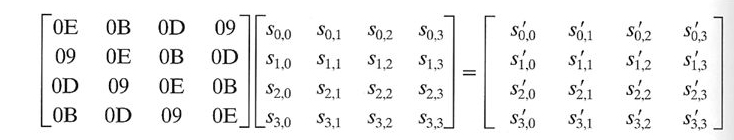 0E 0B 0D 09 s0,0 s0,1 s0,2 s0,3 s′0,0 s′0,1 s′0,2 s′0,3
09 0E 0B 0D s1,0 s1,1 s1,2 s1,3 = s′1,0 s′1,1 s′1,2 s′1,3
0D 09 0E 0B s2,0 s2,1 s2,2 s2,3 s′2,0 s′2,1 s′2,2 s′2,3
0B 0D 09 0E s3,0 s3,1 s3,2 s3,3 s′3,0 s′3,1 s′3,2 s′3,3